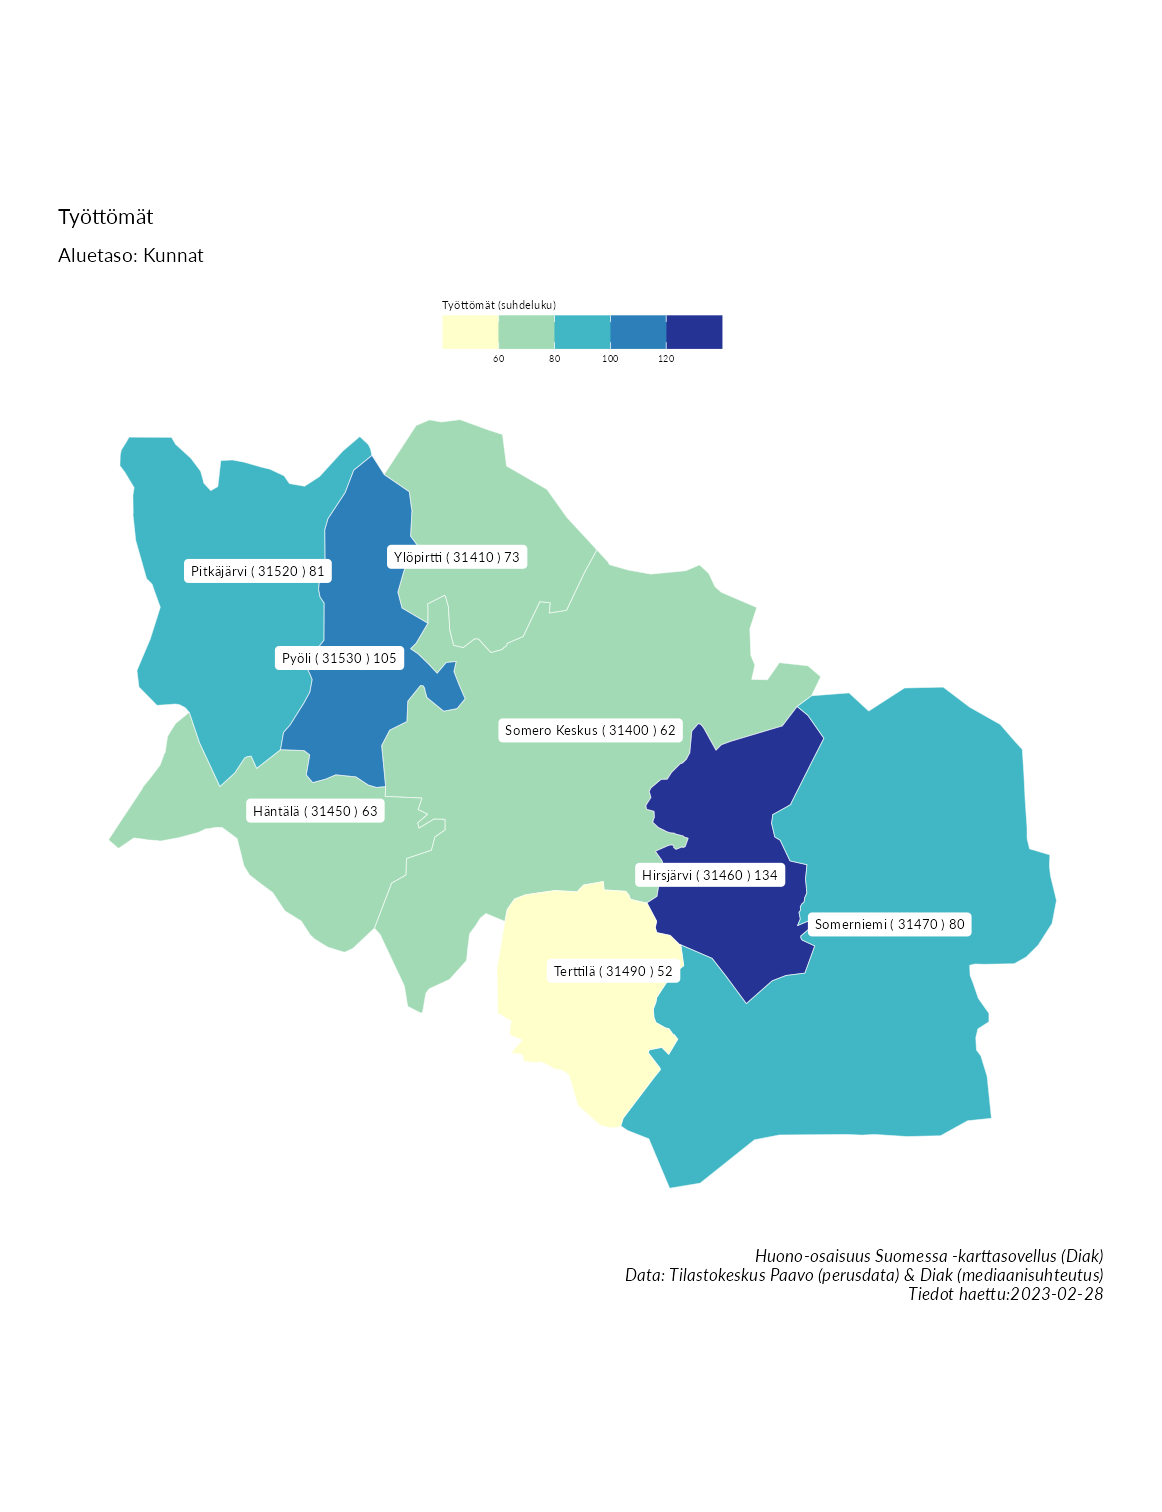 Työttömät
Aluetaso: Kunnat
Työttömät (suhdeluku)
60 80 100 120
Ylöpirtti ( 31410 ) 73
Pitkäjärvi ( 31520 ) 81
Pyöli ( 31530 ) 105
Somero Keskus ( 31400 ) 62
Häntälä ( 31450 ) 63
Hirsjärvi ( 31460 ) 134
Somerniemi ( 31470 ) 80
Terttilä ( 31490 ) 52
Huono-osaisuus Suomessa -karttasovellus (Diak)
Data: Tilastokeskus Paavo (perusdata) & Diak (mediaanisuhteutus)
Tiedot haettu:2023-02-28